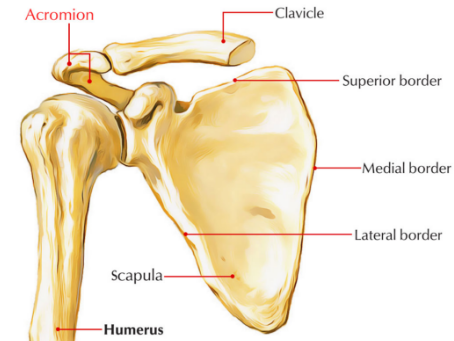 Acromion
Clavicle
Superior border
Medial border
Lateral border
Scapula
Humerus